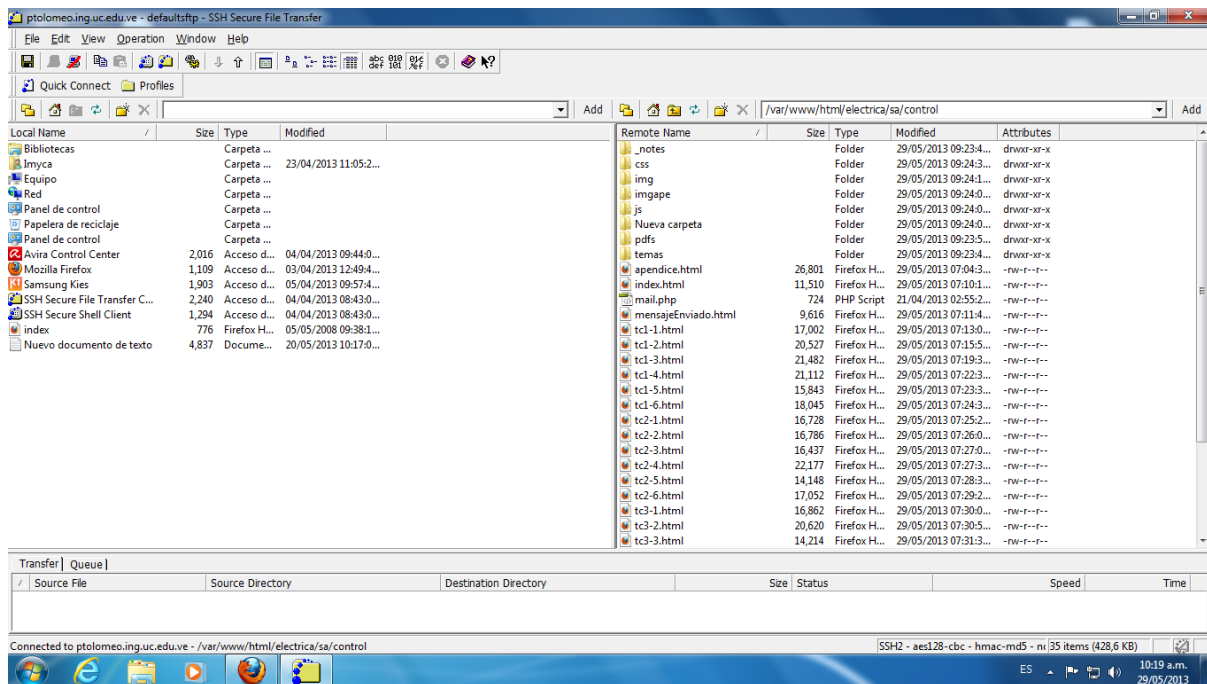 ptolomeo.ing.uc.edu.ve - defaultsftp - SSH Secure File Transfer
File Edit View Operation Window Help
Quick Connect Profiles
Add /var/www/html/electrica/sa/control Add
Local Name / Size Type Modified
Bibliotecas Carpeta ...
Imyca Carpeta ... 23/04/2013 11:05:2...
Equipo Carpeta ...
Red Carpeta ...
Panel de control Carpeta ...
Papelera de reciclaje Carpeta ...
Panel de control Carpeta ...
Avira Control Center 2,016 Acceso d... 04/04/2013 09:44:0...
Mozilla Firefox 1,109 Acceso d... 03/04/2013 12:49:4...
Samsung Kies 1,903 Acceso d... 05/04/2013 09:57:4...
SSH Secure File Transfer C... 2,240 Acceso d... 04/04/2013 08:43:0...
SSH Secure Shell Client 1,294 Acceso d... 04/04/2013 08:43:0...
index 776 Firefox H... 05/05/2008 09:38:1...
Nuevo documento de texto 4,837 Docume... 20/05/2013 10:17:0...
Remote Name / Size Type Modified Attributes
_notes Folder 29/05/2013 09:23:4... drwxr-xr-x
css Folder 29/05/2013 09:24:3... drwxr-xr-x
img Folder 29/05/2013 09:24:1... drwxr-xr-x
imgape Folder 29/05/2013 09:24:0... drwxr-xr-x
js Folder 29/05/2013 09:24:0... drwxr-xr-x
Nueva carpeta Folder 29/05/2013 09:24:0... drwxr-xr-x
pdfs Folder 29/05/2013 09:23:5... drwxr-xr-x
temas Folder 29/05/2013 09:23:4... drwxr-xr-x
apendice.html 26,801 Firefox H... 29/05/2013 07:04:3... -rw-r--r--
index.html 11,510 Firefox H... 29/05/2013 07:10:1... -rw-r--r--
mail.php 724 PHP Script 21/04/2013 02:55:2... -rw-r--r--
mensajeEnviado.html 9,616 Firefox H... 29/05/2013 07:11:4... -rw-r--r--
tc1-1.html 17,002 Firefox H... 29/05/2013 07:13:0... -rw-r--r--
tc1-2.html 20,527 Firefox H... 29/05/2013 07:15:5... -rw-r--r--
tc1-3.html 21,482 Firefox H... 29/05/2013 07:19:3... -rw-r--r--
tc1-4.html 21,112 Firefox H... 29/05/2013 07:22:3... -rw-r--r--
tc1-5.html 15,843 Firefox H... 29/05/2013 07:23:3... -rw-r--r--
tc1-6.html 18,045 Firefox H... 29/05/2013 07:24:3... -rw-r--r--
tc2-1.html 16,728 Firefox H... 29/05/2013 07:25:2... -rw-r--r--
tc2-2.html 16,786 Firefox H... 29/05/2013 07:26:0... -rw-r--r--
tc2-3.html 16,437 Firefox H... 29/05/2013 07:27:0... -rw-r--r--
tc2-4.html 22,177 Firefox H... 29/05/2013 07:27:3... -rw-r--r--
tc2-5.html 14,148 Firefox H... 29/05/2013 07:28:3... -rw-r--r--
tc2-6.html 17,052 Firefox H... 29/05/2013 07:29:2... -rw-r--r--
tc3-1.html 16,862 Firefox H... 29/05/2013 07:30:0... -rw-r--r--
tc3-2.html 20,620 Firefox H... 29/05/2013 07:30:5... -rw-r--r--
tc3-3.html 14,214 Firefox H... 29/05/2013 07:31:3... -rw-r--r--
Transfer Queue
/ Source File Source Directory Destination Directory Size Status Speed Time
Connected to ptolomeo.ing.uc.edu.ve - /var/www/html/electrica/sa/control SSH2 - aes128-cbc - hmac-md5 - 35 items (428,6 KB)
ES 10:19 a.m.
29/05/2013